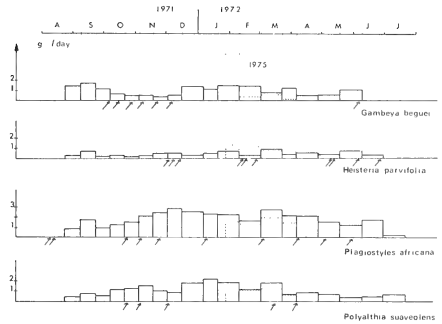 1971 1972
A S O N D J F M A M J J
g /day
1975
2
1
Gambeya beguei
2
1
Heisteria parvifolia
3
1
Plagiostyles africana
2
1
Polyalthia suaveolens